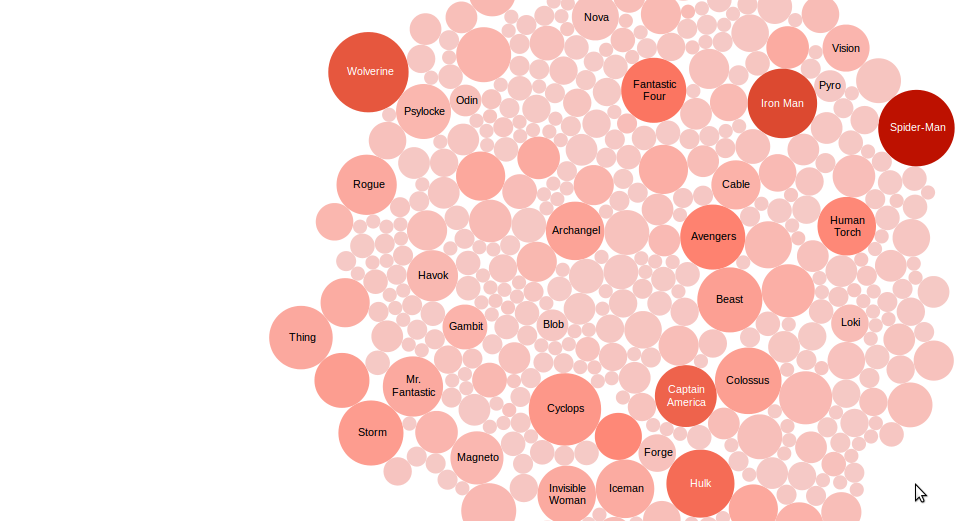 Nova
Vision
Wolverine
Fantastic
Four
Pyro
Odin
Iron Man
Psylocke
Spider-Man
Rogue
Cable
Human
Torch
Archangel
Avengers
Havok
Beast
Gambit
Blob
Loki
Thing
Mr.
Fantastic
Colossus
Captain
America
Cyclops
Storm
Forge
Magneto
Hulk
Invisible
Woman
Iceman